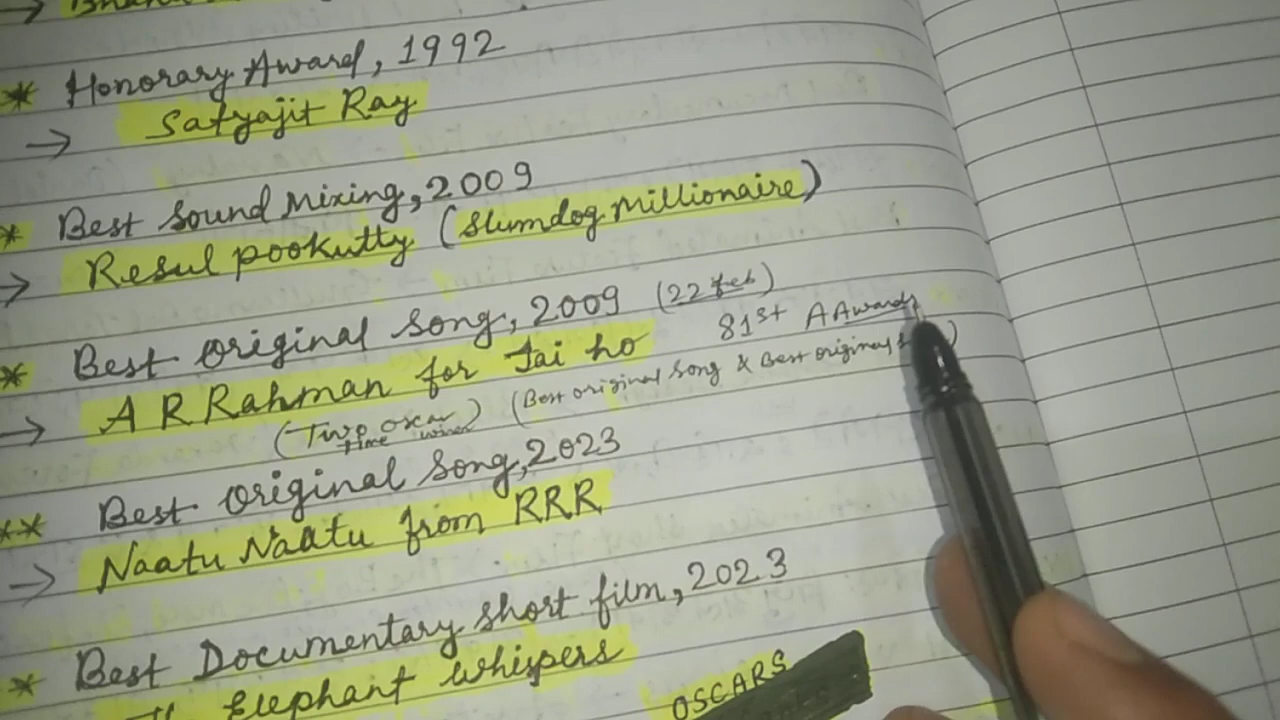 * Honorary Award, 1992
→ Satyajit Ray
* Best Sound Mixing, 2009
→ Resul pookutty (Slumdog Millionaire)
* Best original Song, 2009 (22 feb)
81st A Awards
→ A R Rahman for Jai ho
(Two time oscar winner) (Best original Song & Best original
** Best original Song, 2023
→ Naatu Naatu from RRR
* Best Documentary short film, 2023
Elephant whispers
OSCARS